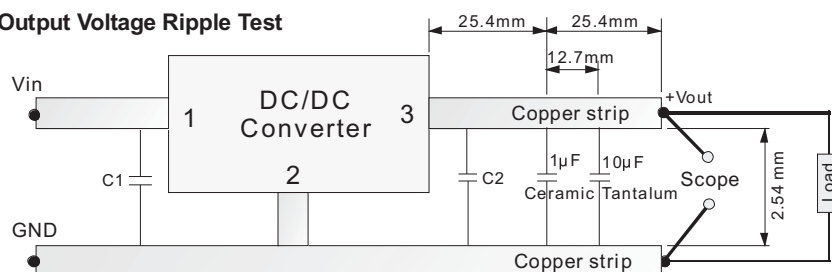 Output Voltage Ripple Test
25.4mm
25.4mm
12.7mm
Vin
+Vout
DC/DC
Converter
1
3
2
Copper strip
C1
C2
1µF
Ceramic
10µF
Tantalum
Scope
2.54 mm
Load
GND
Copper strip